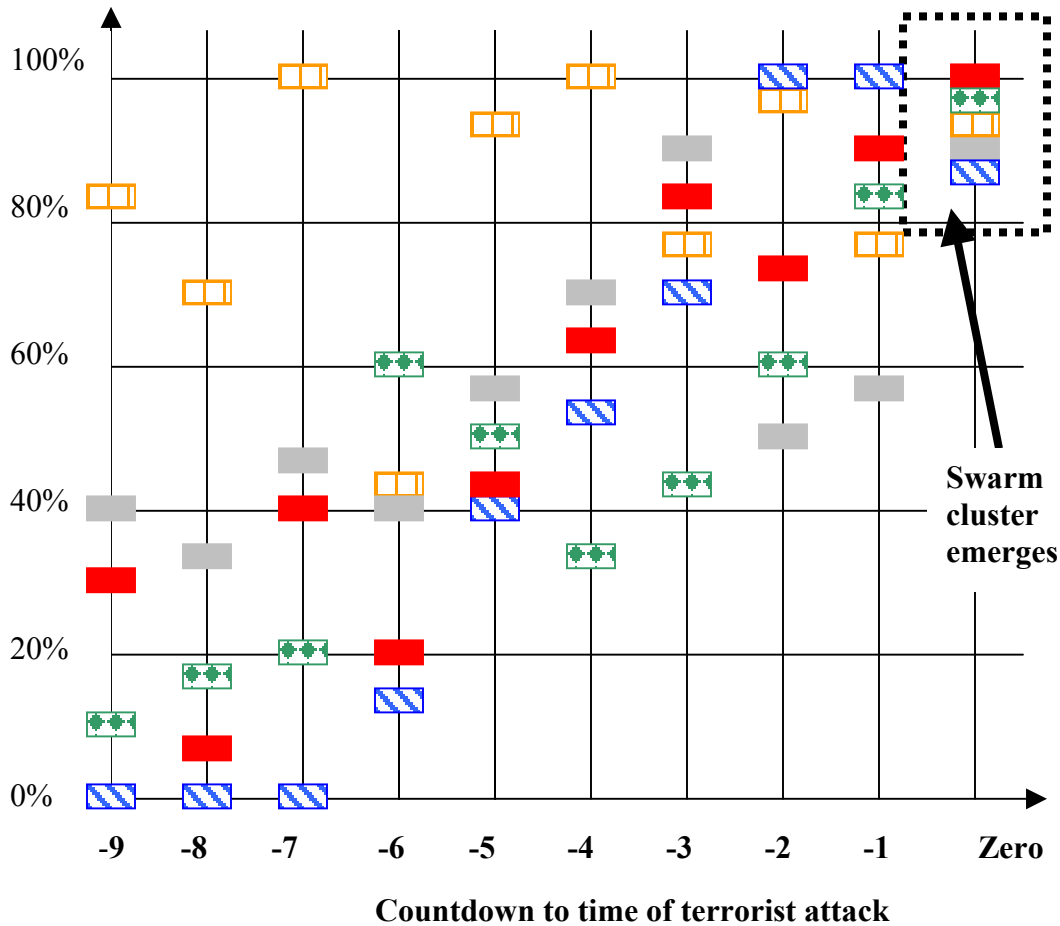 100%
80%
60%
40%
20%
0%
Swarm
cluster
emerges
-9 -8 -7 -6 -5 -4 -3 -2 -1 Zero
Countdown to time of terrorist attack